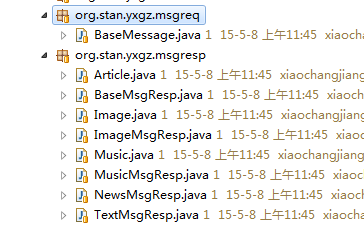 org.stan.yxgz.msgreq
BaseMessage.java 1 15-5-8 上午11:45 xiaoch
org.stan.yxgz.msgresp
Article.java 1 15-5-8 上午11:45 xiaochangjiang
BaseMsgResp.java 1 15-5-8 上午11:45 xiaoc
Image.java 1 15-5-8 上午11:45 xiaochangjiang
ImageMsgResp.java 1 15-5-8 上午11:45 xiao
Music.java 1 15-5-8 上午11:45 xiaochangjiang
MusicMsgResp.java 1 15-5-8 上午11:45 xiao
NewsMsgResp.java 1 15-5-8 上午11:45 xiaoc
TextMsgResp.java 1 15-5-8 上午11:45 xiaoch